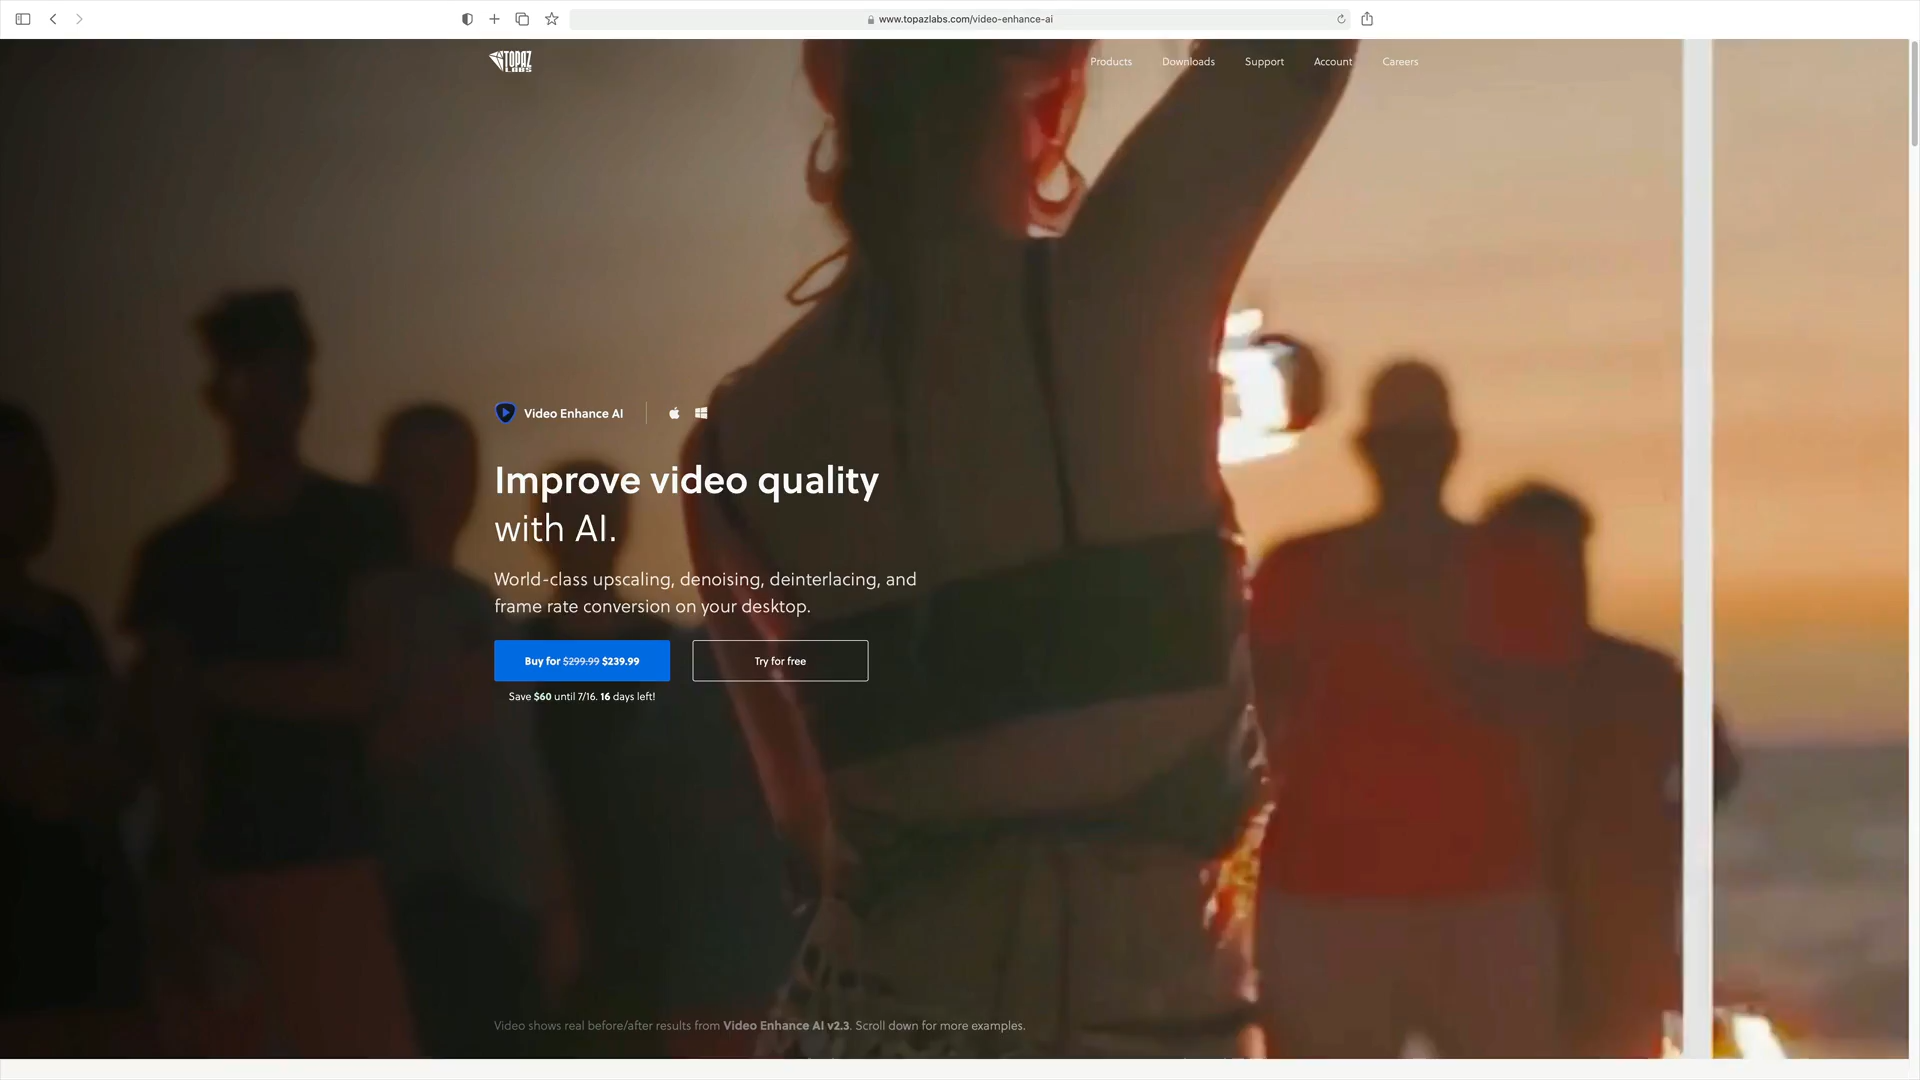 www.topazlabs.com/video-enhance-ai
TOPAZ
LABS
Products Downloads Support Account Careers
Video Enhance AI
Improve video quality
with AI.
World-class upscaling, denoising, deinterlacing, and
frame rate conversion on your desktop.
Buy for $299.99 $239.99 Try for free
Save $60 until 7/16. 16 days left!
Video shows real before/after results from Video Enhance AI v2.3. Scroll down for more examples.